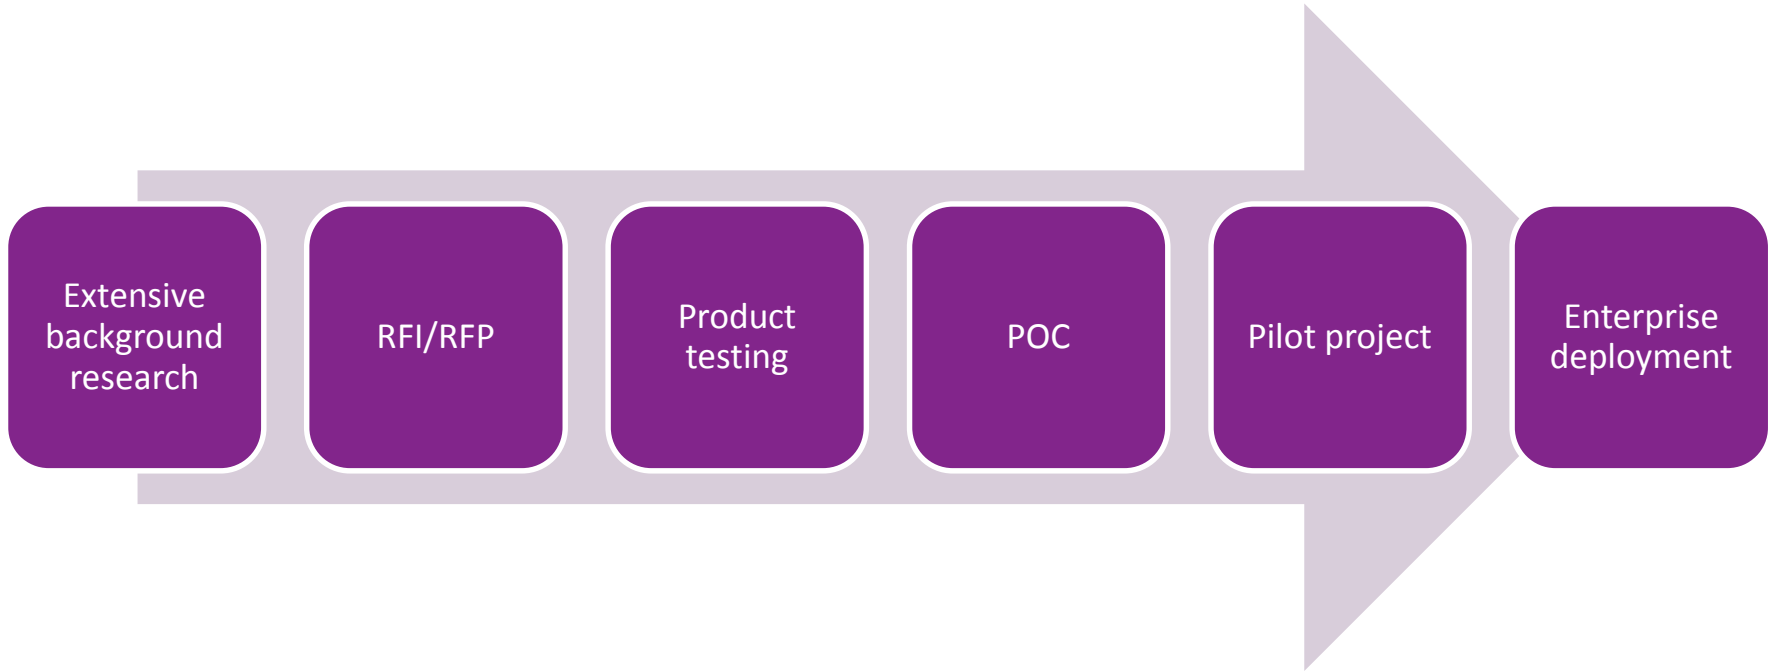 Extensive
background
research
RFI/RFP
Product
testing
POC
Pilot project
Enterprise
deployment